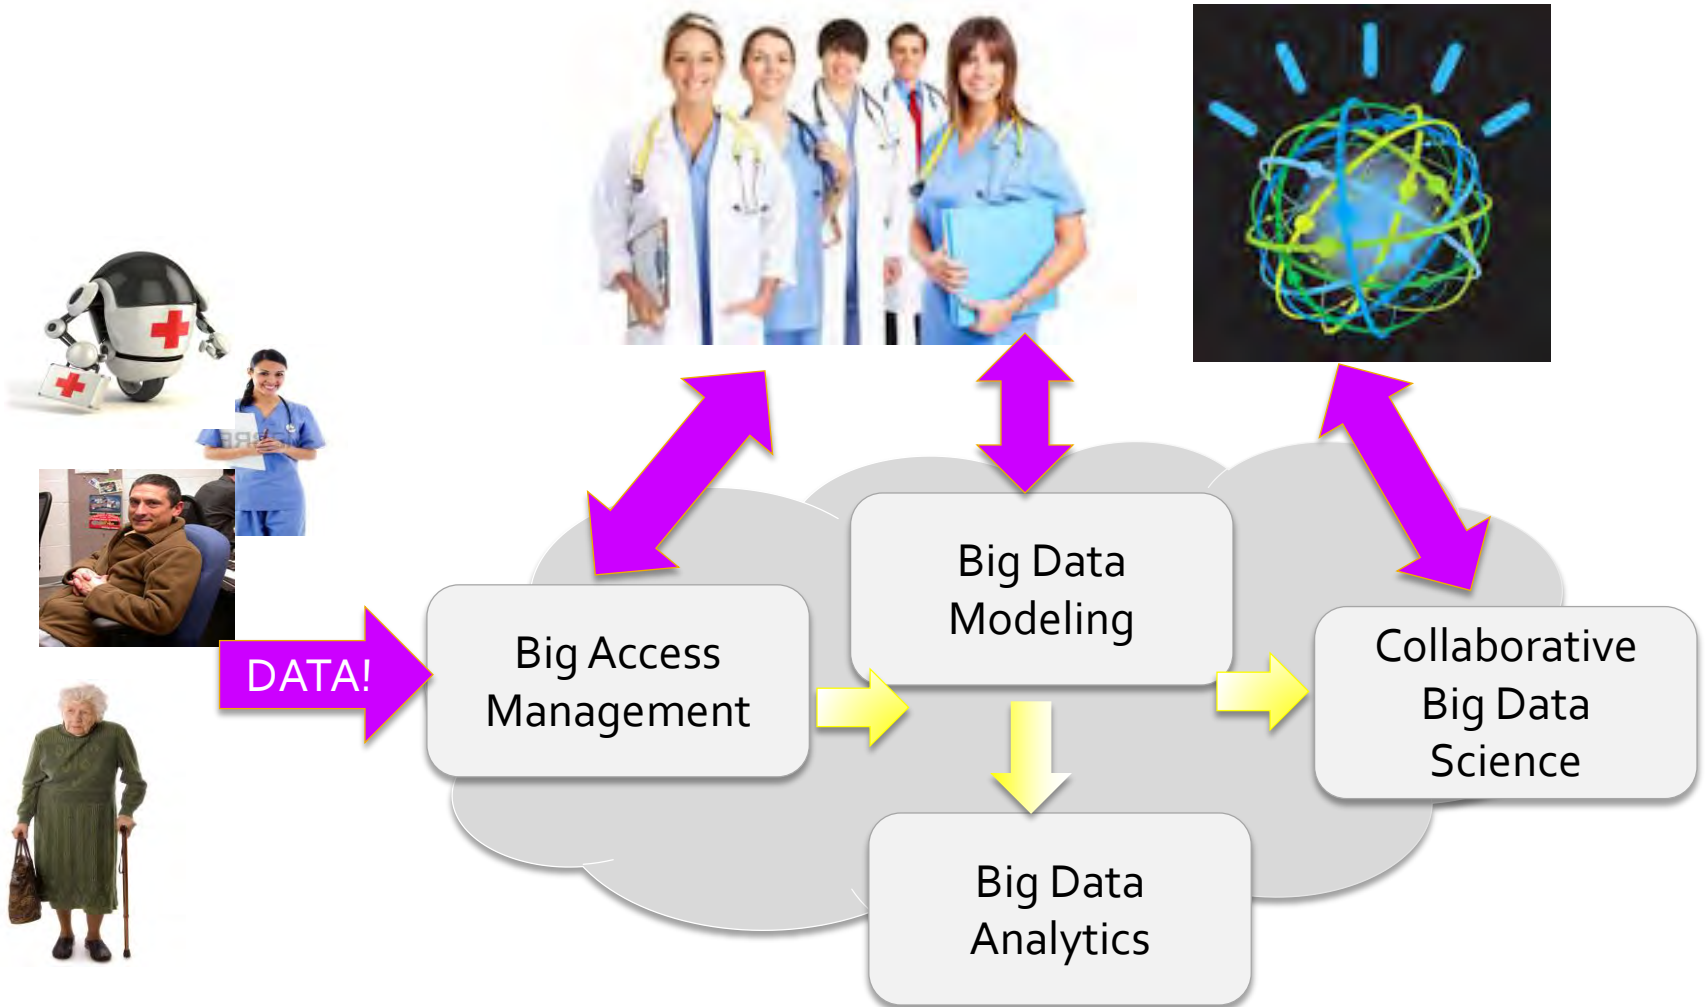 DATA!
Big Access
Management
Big Data
Modeling
Big Data
Analytics
Collaborative
Big Data
Science